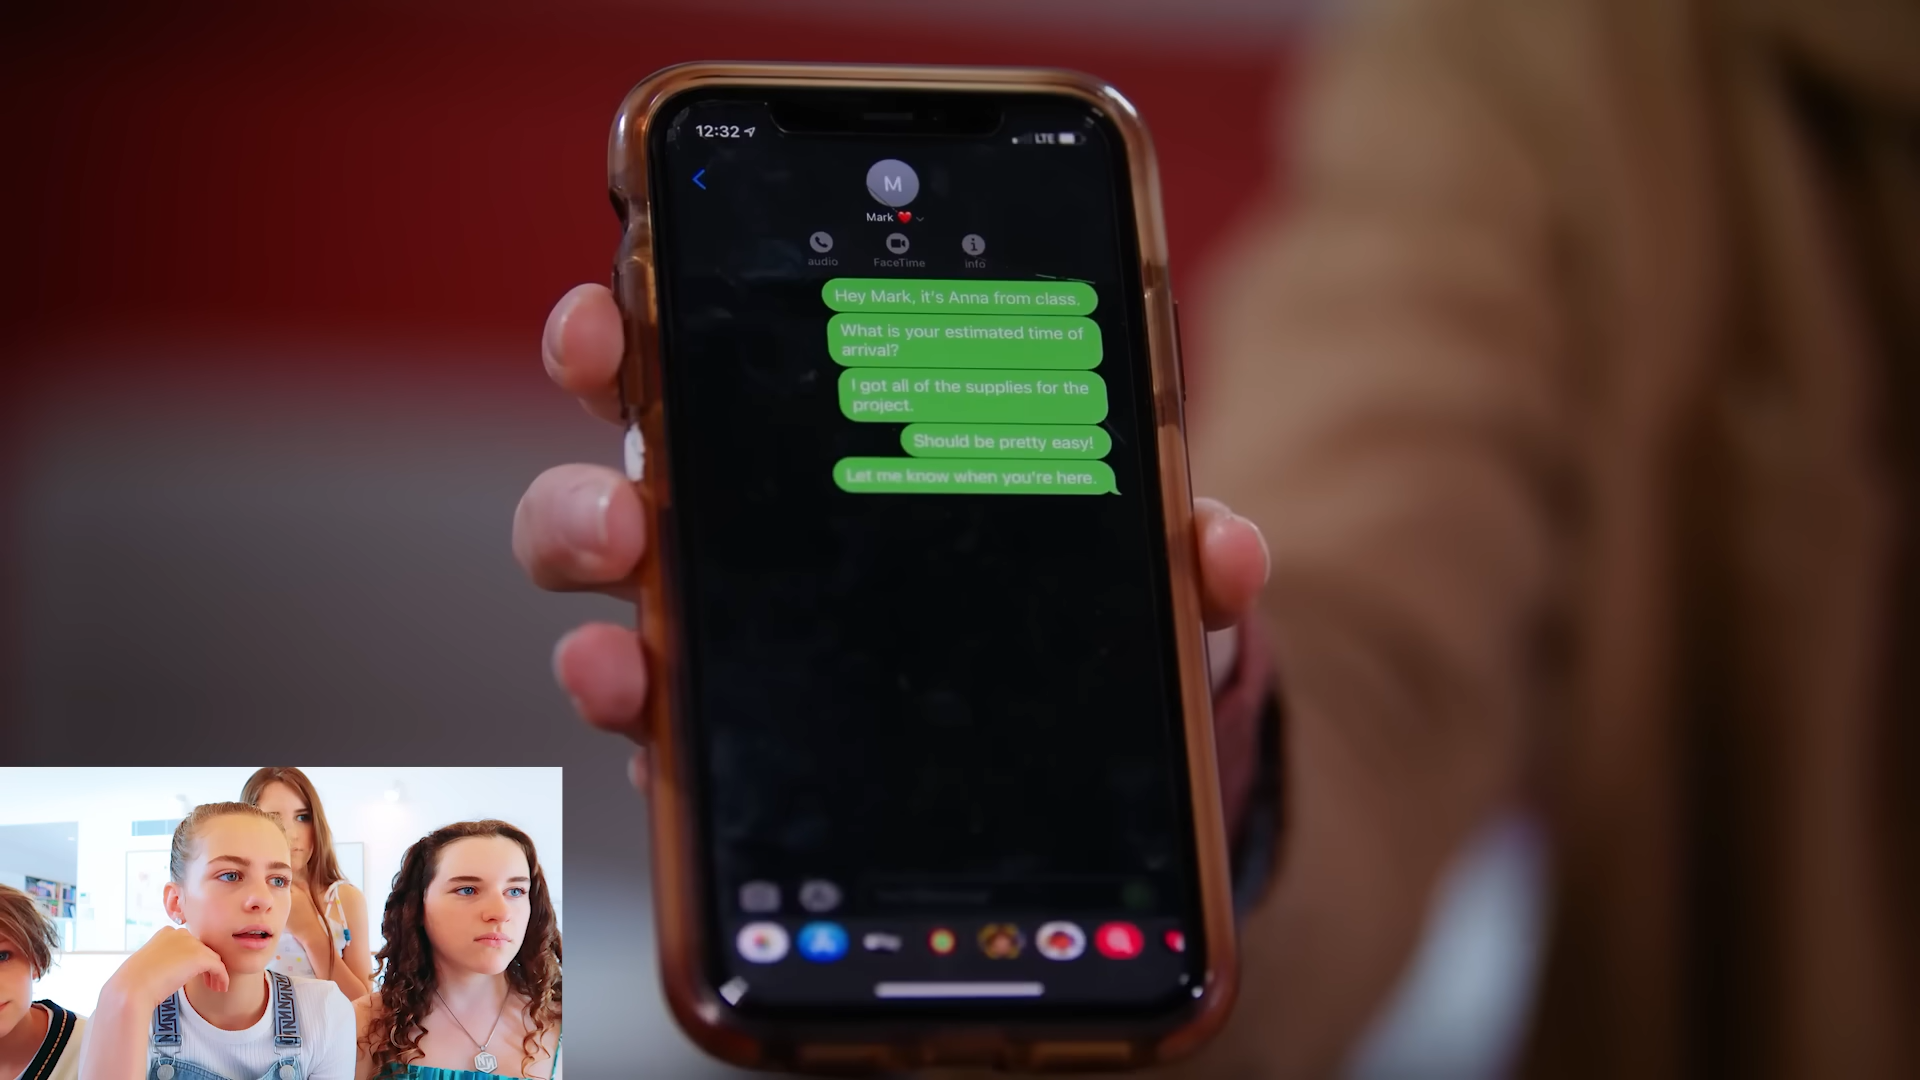 12:32
LTE
M
Mark ❤️
audio FaceTime info
Hey Mark, it's Anna from class.
What is your estimated time of
arrival?
I got all of the supplies for the
project.
Should be pretty easy!
Let me know when you're here.